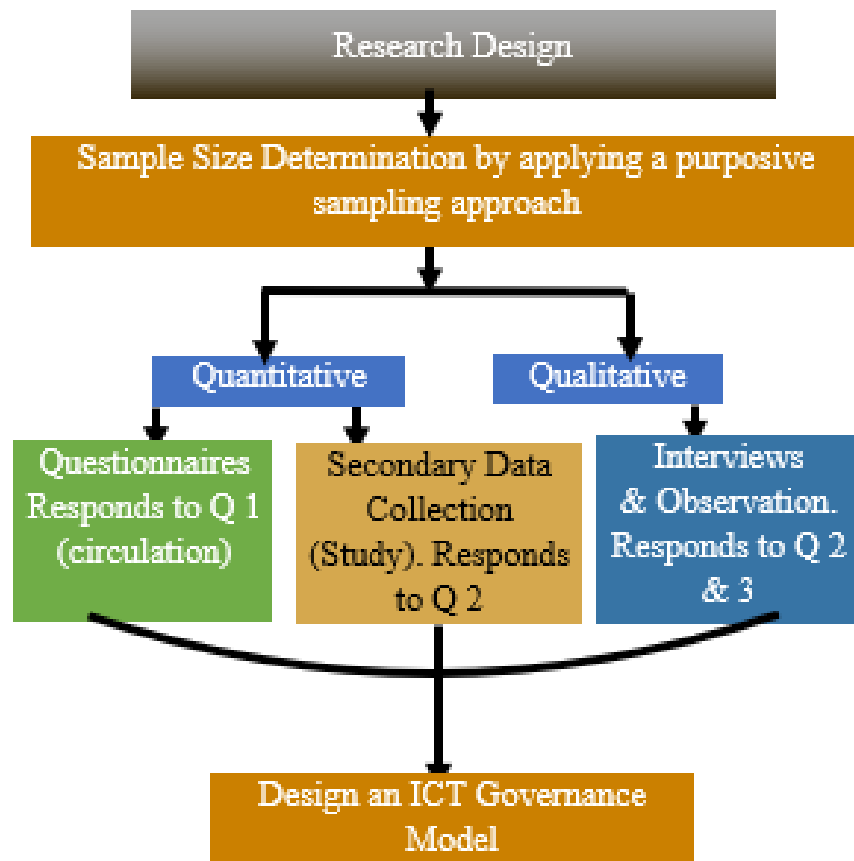 Research Design
Sample Size Determination by applying a purposive
sampling approach
Quantitative
Qualitative
Questionnaires
Responds to Q 1
(circulation)
Secondary Data
Collection
(Study). Responds
to Q 2
Interviews
& Observation.
Responds to Q 2
& 3
Design an ICT Governance
Model